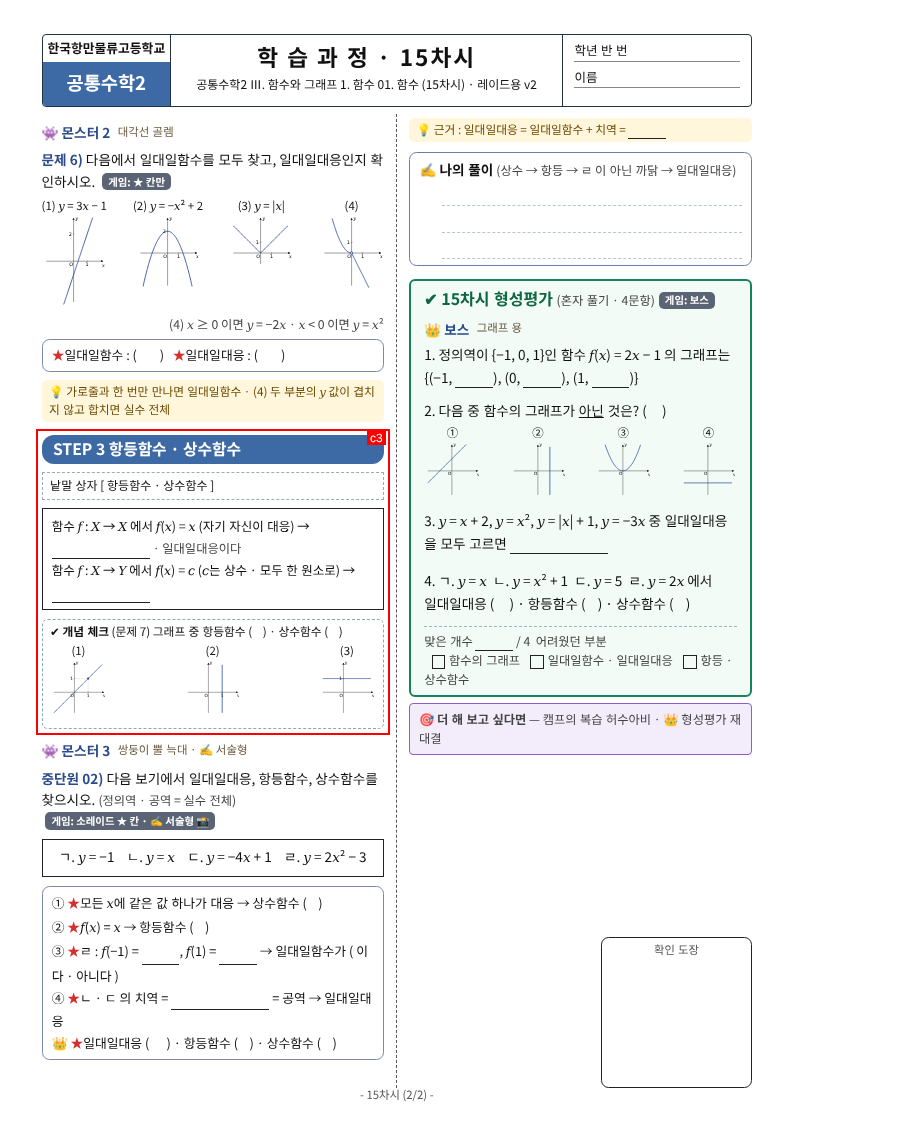 한국항만물류고등학교
공통수학2
학 습 과 정 · 15차시
공통수학2 III. 함수와 그래프 1. 함수 01. 함수 (15차시) · 레이드용 v2
학년 반 번
이름
👾 몬스터 2 대각선 골렘
문제 6) 다음에서 일대일함수를 모두 찾고, 일대일대응인지 확
인하시오. 게임: ★ 칸만
(1) y = 3x − 1 (2) y = −x² + 2 (3) y = |x| (4)
(4) x ≥ 0 이면 y = −2x · x < 0 이면 y = x²
★일대일함수 : ( ) ★일대일대응 : ( )
💡 가로줄과 한 번만 만나면 일대일함수 · (4) 두 부분의 y 값이 겹치
지 않고 합치면 실수 전체
c3
STEP 3 항등함수 · 상수함수
낱말 상자 [ 항등함수 · 상수함수 ]
함수 f : X → X 에서 f(x) = x (자기 자신이 대응) →
______ · 일대일대응이다
함수 f : X → Y 에서 f(x) = c (c는 상수 · 모두 한 원소로) →
______
✔ 개념 체크 (문제 7) 그래프 중 항등함수 ( ) · 상수함수 ( )
(1) (2) (3)
👾 몬스터 3 쌍둥이 뿔 늑대 · ✍ 서술형
중단원 02) 다음 보기에서 일대일대응, 항등함수, 상수함수를
찾으시오. (정의역 · 공역 = 실수 전체)
게임: 소레이드 ★ 칸 · ✍ 서술형 📸
ㄱ. y = −1 ㄴ. y = x ㄷ. y = −4x + 1 ㄹ. y = 2x² − 3
① ★모든 x에 같은 값 하나가 대응 → 상수함수 ( )
② ★f(x) = x → 항등함수 ( )
③ ★ㄹ : f(−1) = ____, f(1) = ____ → 일대일함수가 ( 이
다 · 아니다 )
④ ★ㄴ · ㄷ 의 치역 = ______ = 공역 → 일대일대
응
👑 ★일대일대응 ( ) · 항등함수 ( ) · 상수함수 ( )
💡 근거 : 일대일대응 = 일대일함수 + 치역 = ____
✍ 나의 풀이 (상수 → 항등 → ㄹ 이 아닌 까닭 → 일대일대응)
✔ 15차시 형성평가 (혼자 풀기 · 4문항) 게임: 보스
👑 보스 그래프 용
1. 정의역이 {−1, 0, 1}인 함수 f(x) = 2x − 1 의 그래프는
{(−1, ____), (0, ____), (1, ____)}
2. 다음 중 함수의 그래프가 아닌 것은? ( )
① ② ③ ④
3. y = x + 2, y = x², y = |x| + 1, y = −3x 중 일대일대응
을 모두 고르면 ______
4. ㄱ. y = x ㄴ. y = x² + 1 ㄷ. y = 5 ㄹ. y = 2x 에서
일대일대응 ( ) · 항등함수 ( ) · 상수함수 ( )
맞은 개수 ____ / 4 어려웠던 부분
□ 함수의 그래프 □ 일대일함수 · 일대일대응 □ 항등 ·
상수함수
🎯 더 해 보고 싶다면 — 캠프의 복습 허수아비 · 👑 형성평가 재
대결
확인 도장
- 15차시 (2/2) -